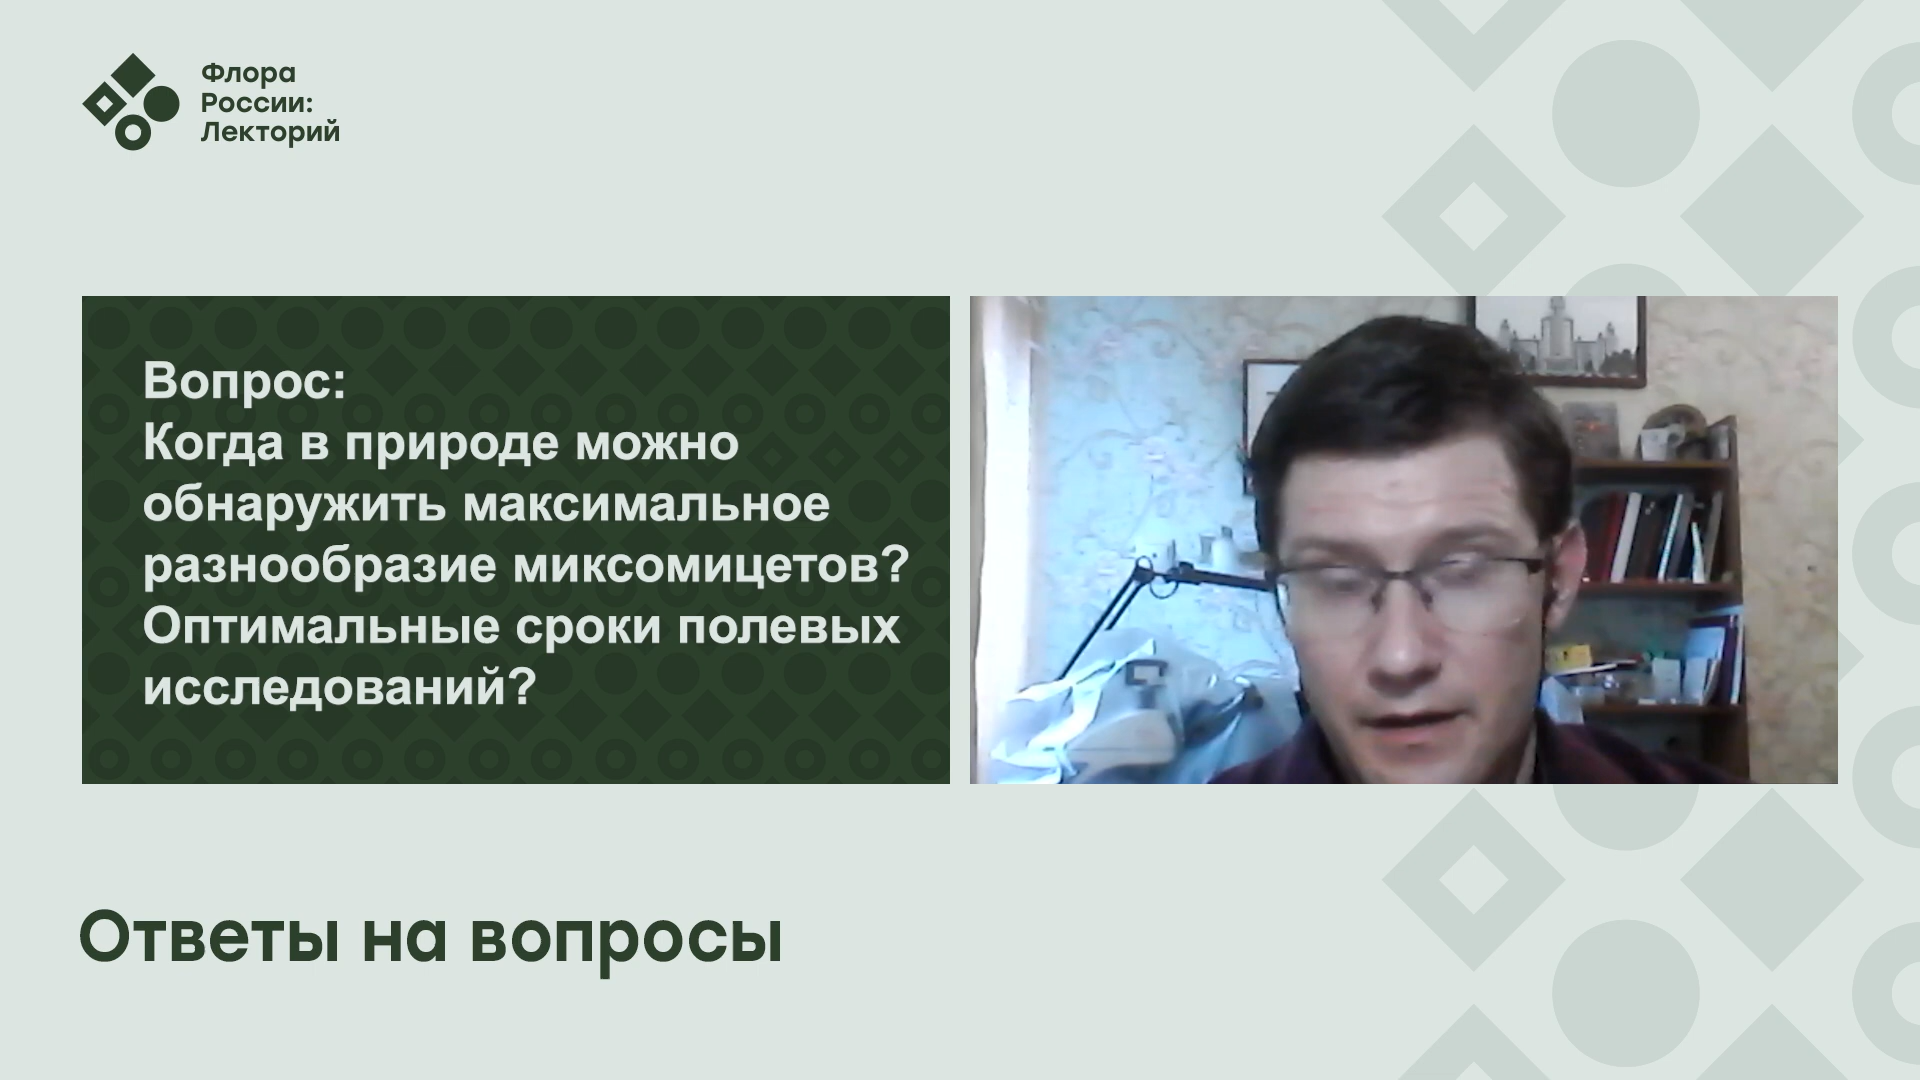 Флора
России:
Лекторий
Вопрос:
Когда в природе можно
обнаружить максимальное
разнообразие миксомицетов?
Оптимальные сроки полевых
исследований?
Ответы на вопросы